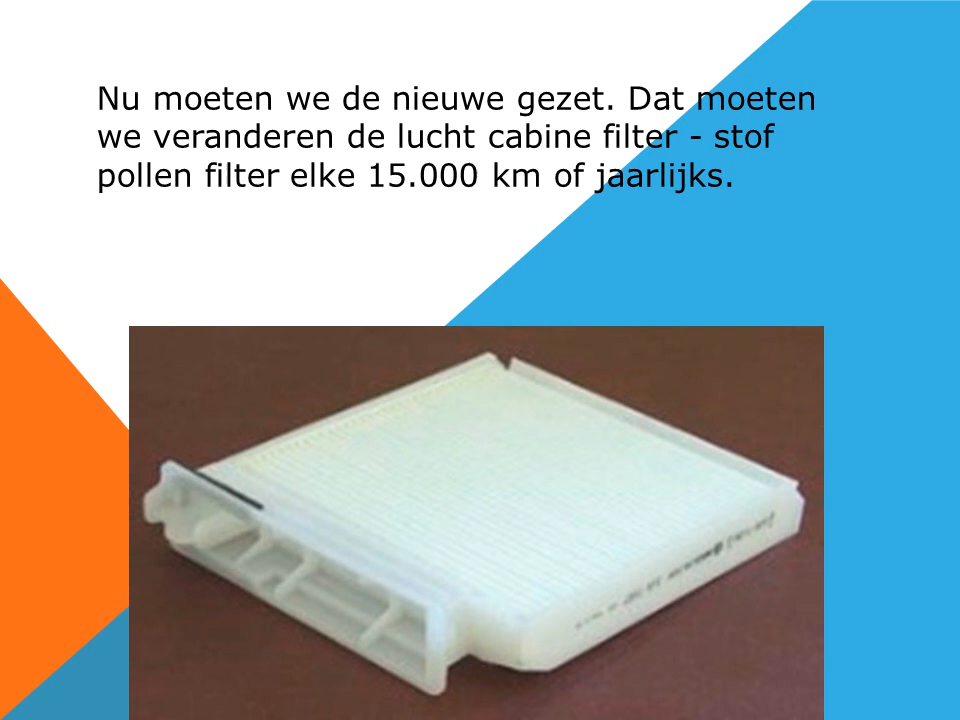 Nu moeten we de nieuwe gezet. Dat moeten
we veranderen de lucht cabine filter - stof
pollen filter elke 15.000 km of jaarlijks.